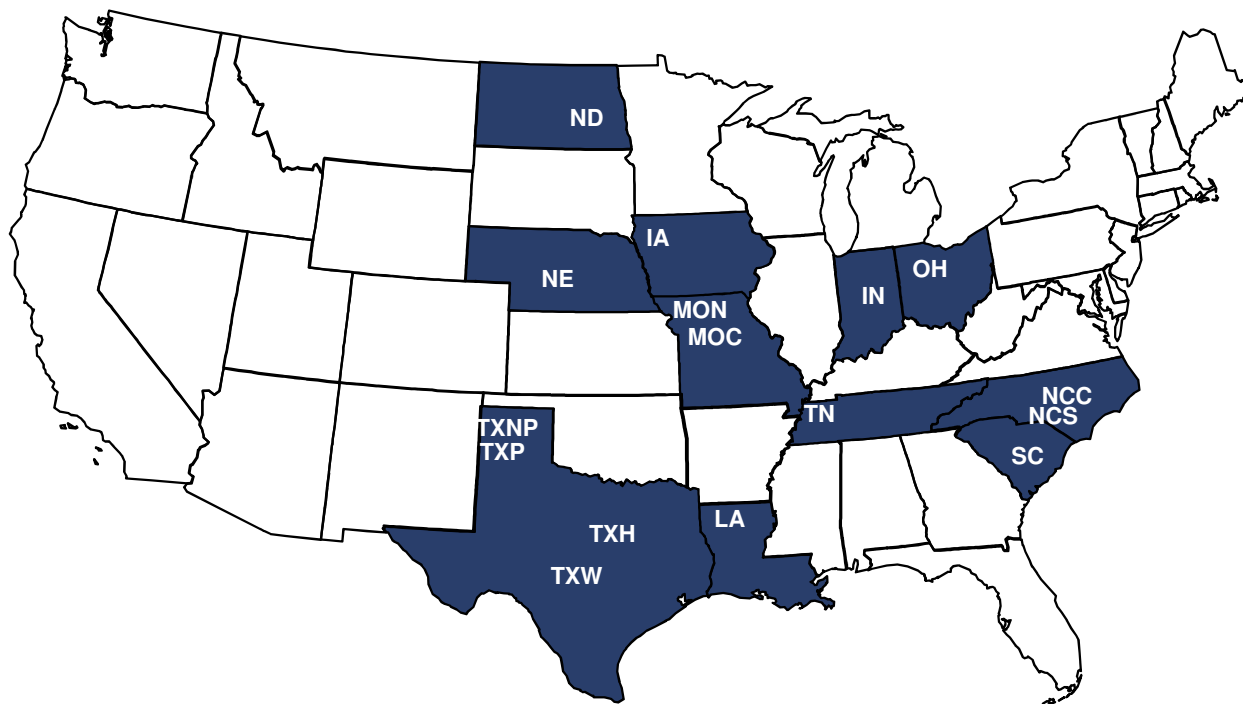 ND
IA
NE
OH
IN
MON
MOC
NCC
NCS
TN
TXNP
TXP
SC
LA
TXH
TXW